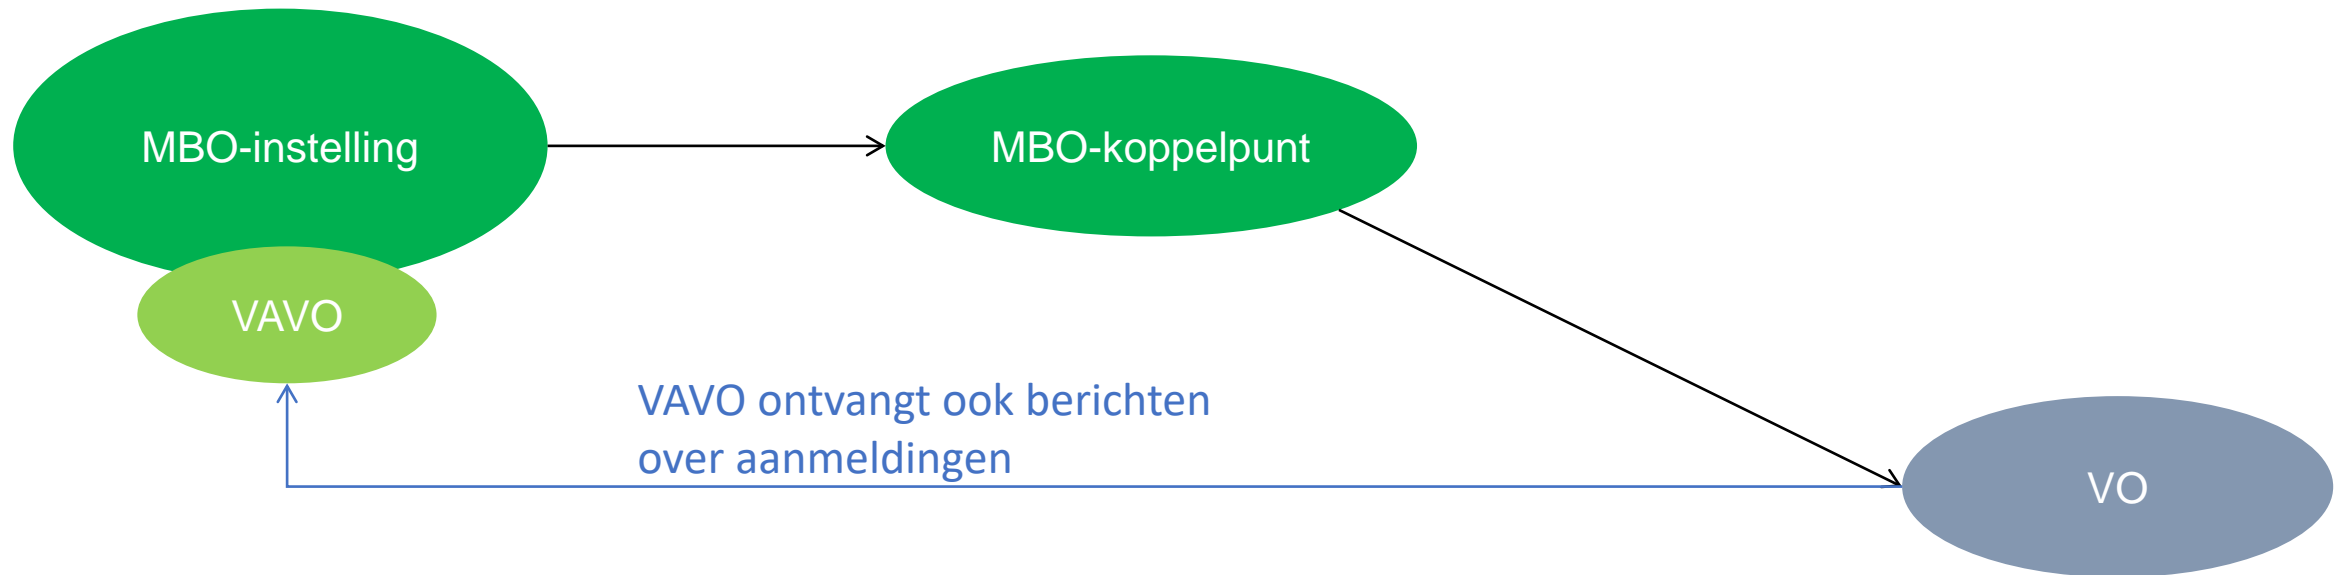 MBO-instelling
MBO-koppelpunt
VAVO
VAVO ontvangt ook berichten
over aanmeldingen
VO